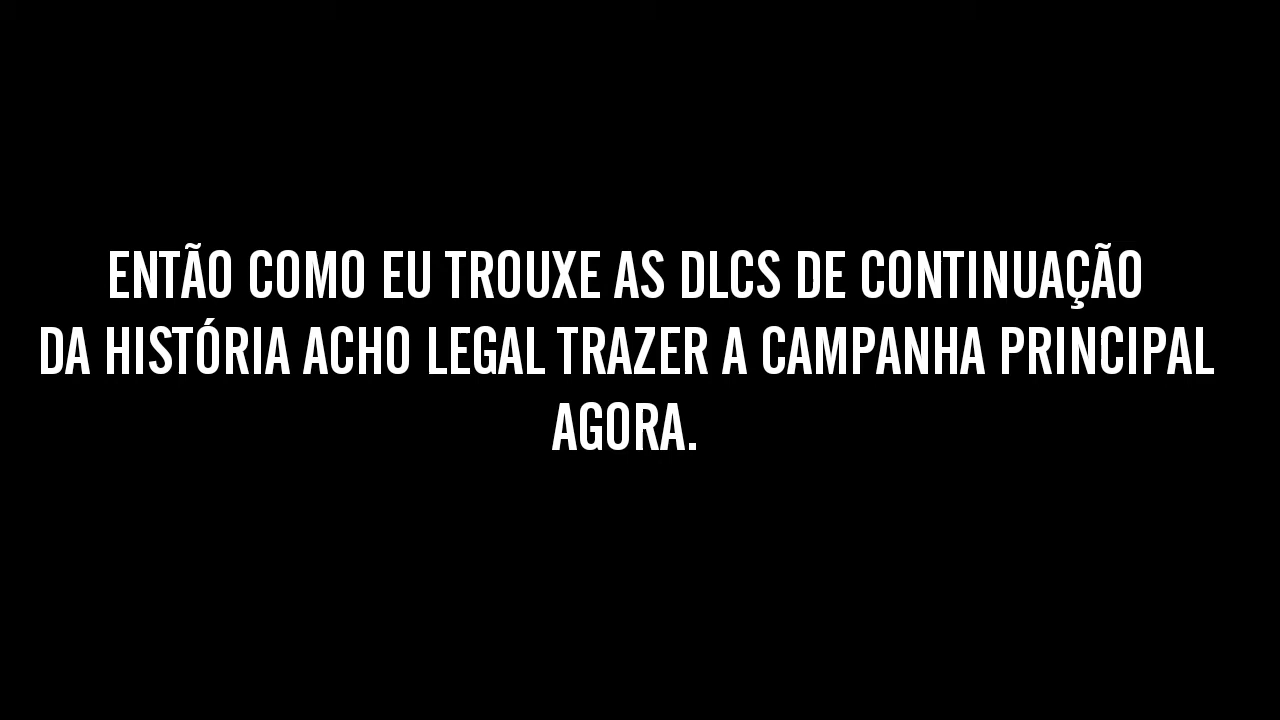 ENTÃO COMO EU TROUXE AS DLCS DE CONTINUAÇÃO
DA HISTÓRIA ACHO LEGAL TRAZER A CAMPANHA PRINCIPAL
AGORA.